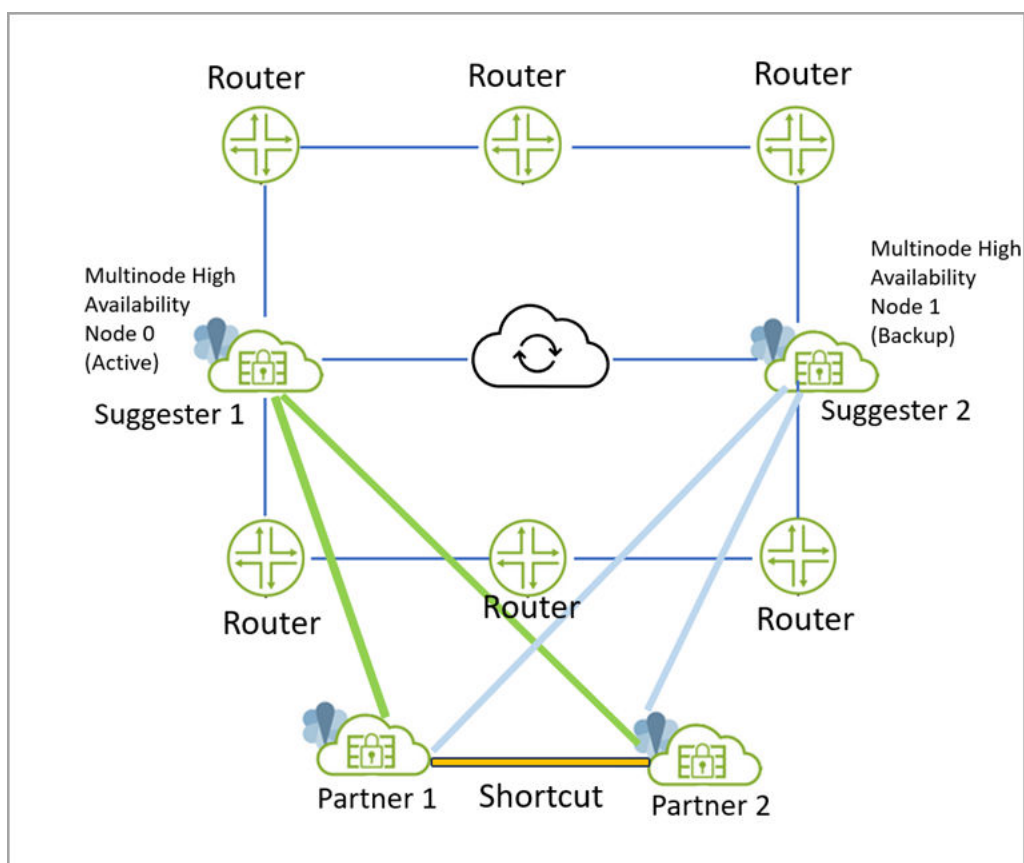 Router
Router
Router
Multinode High
Availability
Node 0
(Active)
Multinode High
Availability
Node 1
(Backup)
Suggester 1
Suggester 2
Router
Router
Router
Partner 1
Shortcut
Partner 2